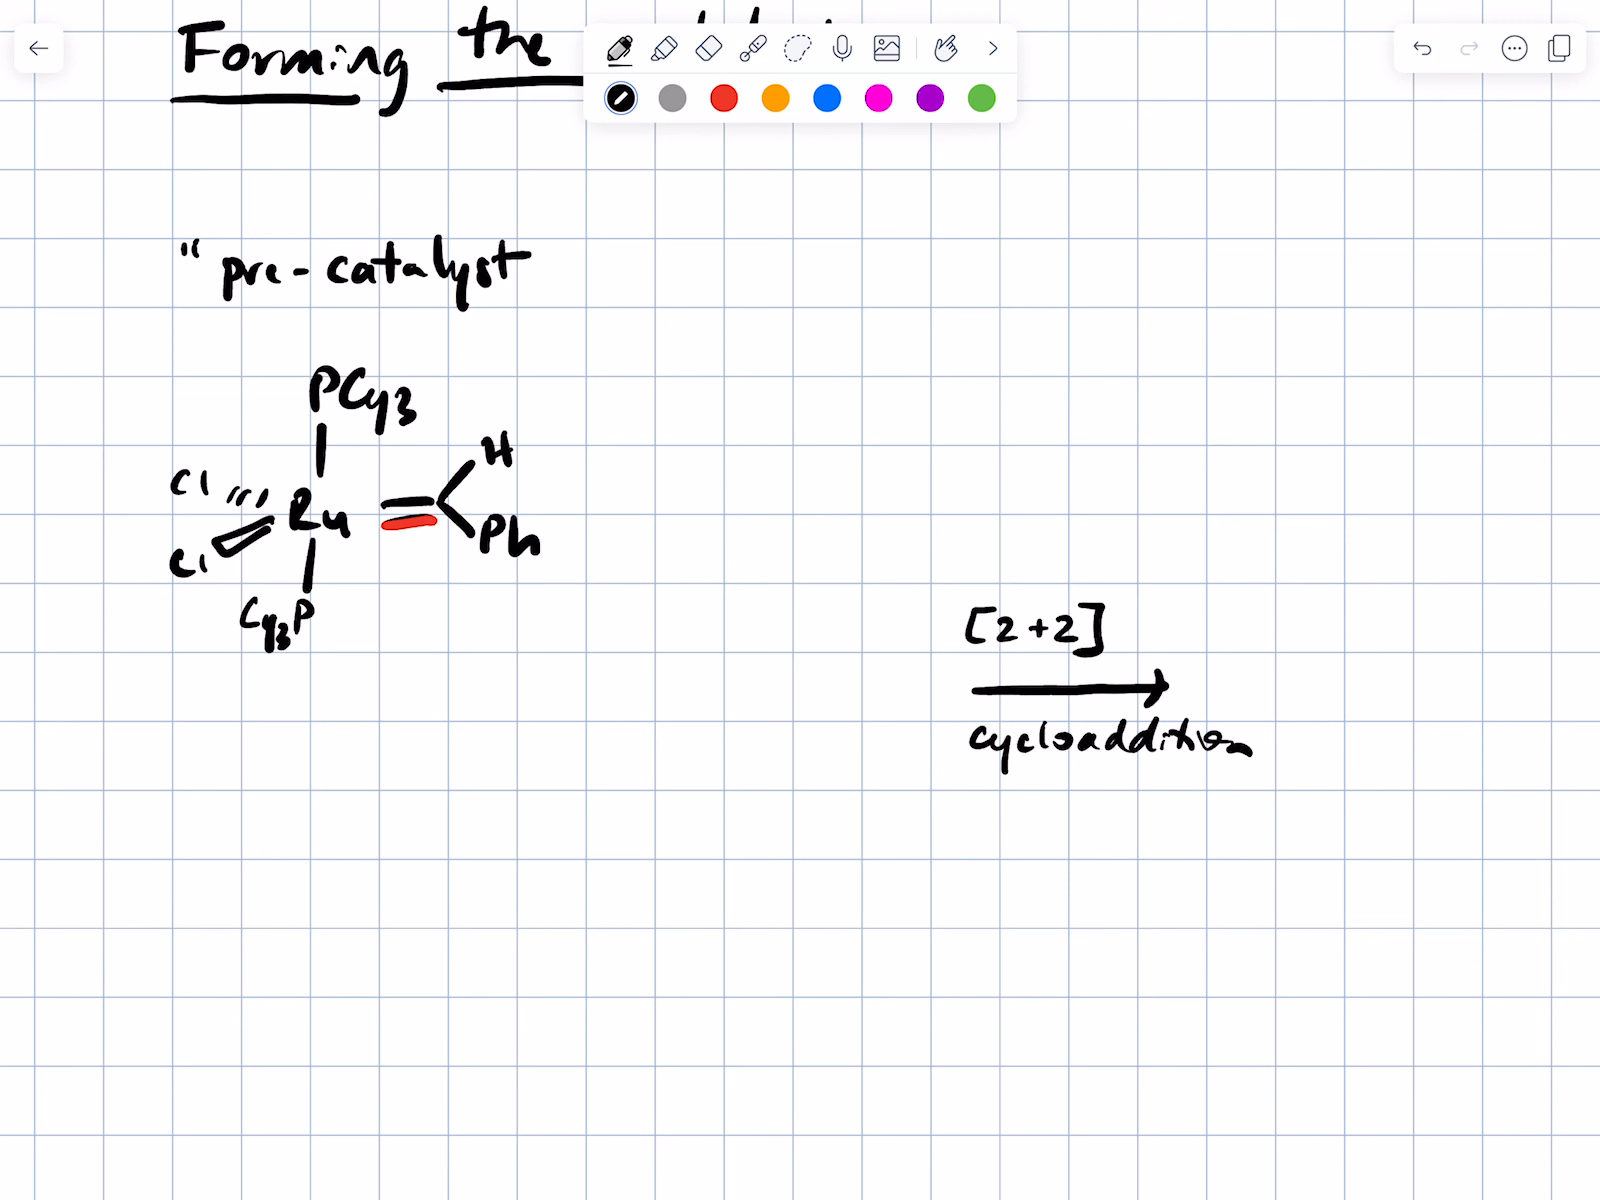 Forming the
"pre-catalyst
PCy3
Cl
H
Ru
Ph
Cl
Cy3P
[2+2]
cycloaddition